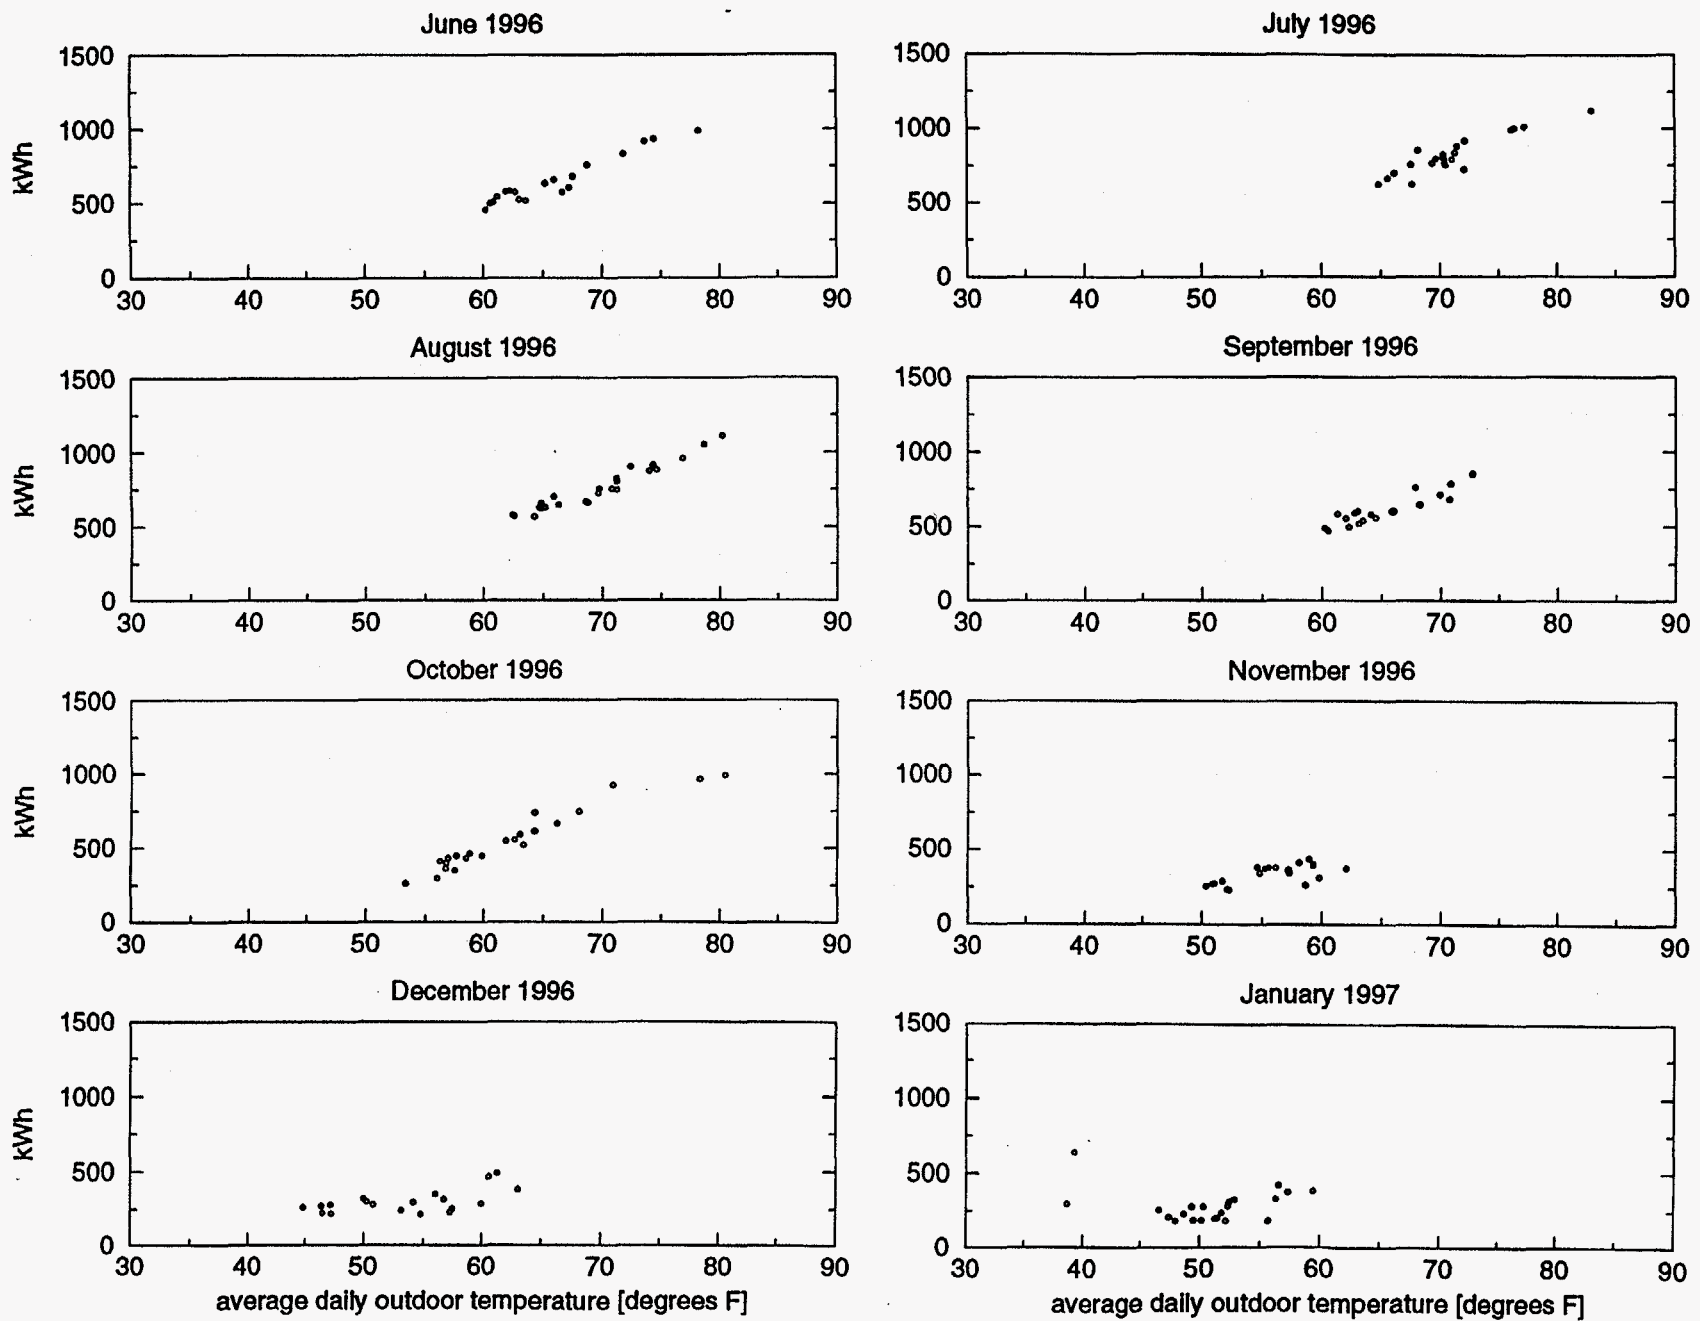 June 1996
July 1996
kWh
1500
1000
500
0
30 40 50 60 70 80 90
1500
1000
500
0
30 40 50 60 70 80 90
August 1996
September 1996
kWh
1500
1000
500
0
30 40 50 60 70 80 90
1500
1000
500
0
30 40 50 60 70 80 90
October 1996
November 1996
kWh
1500
1000
500
0
30 40 50 60 70 80 90
1500
1000
500
0
30 40 50 60 70 80 90
December 1996
January 1997
kWh
1500
1000
500
0
30 40 50 60 70 80 90
average daily outdoor temperature [degrees F]
1500
1000
500
0
30 40 50 60 70 80 90
average daily outdoor temperature [degrees F]